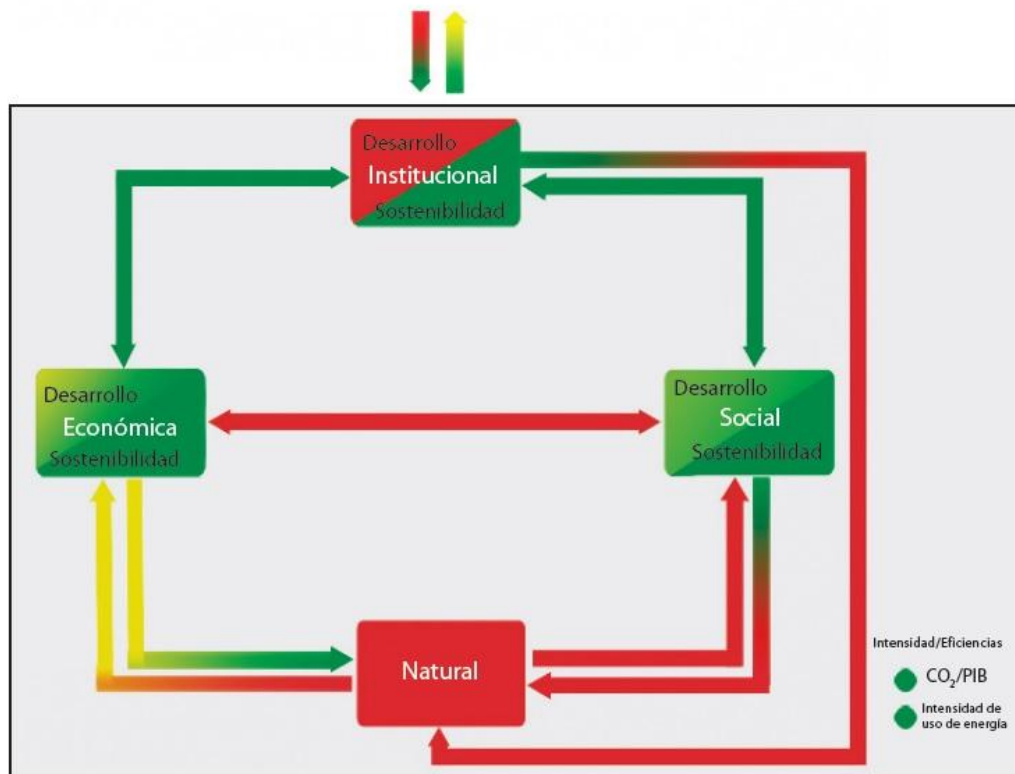 Desarrollo
Institucional
Sostenibilidad
Desarrollo
Económica
Sostenibilidad
Desarrollo
Social
Sostenibilidad
Natural
Intensidad/Eficiencias
CO₂/PIB
Intensidad de
uso de energía